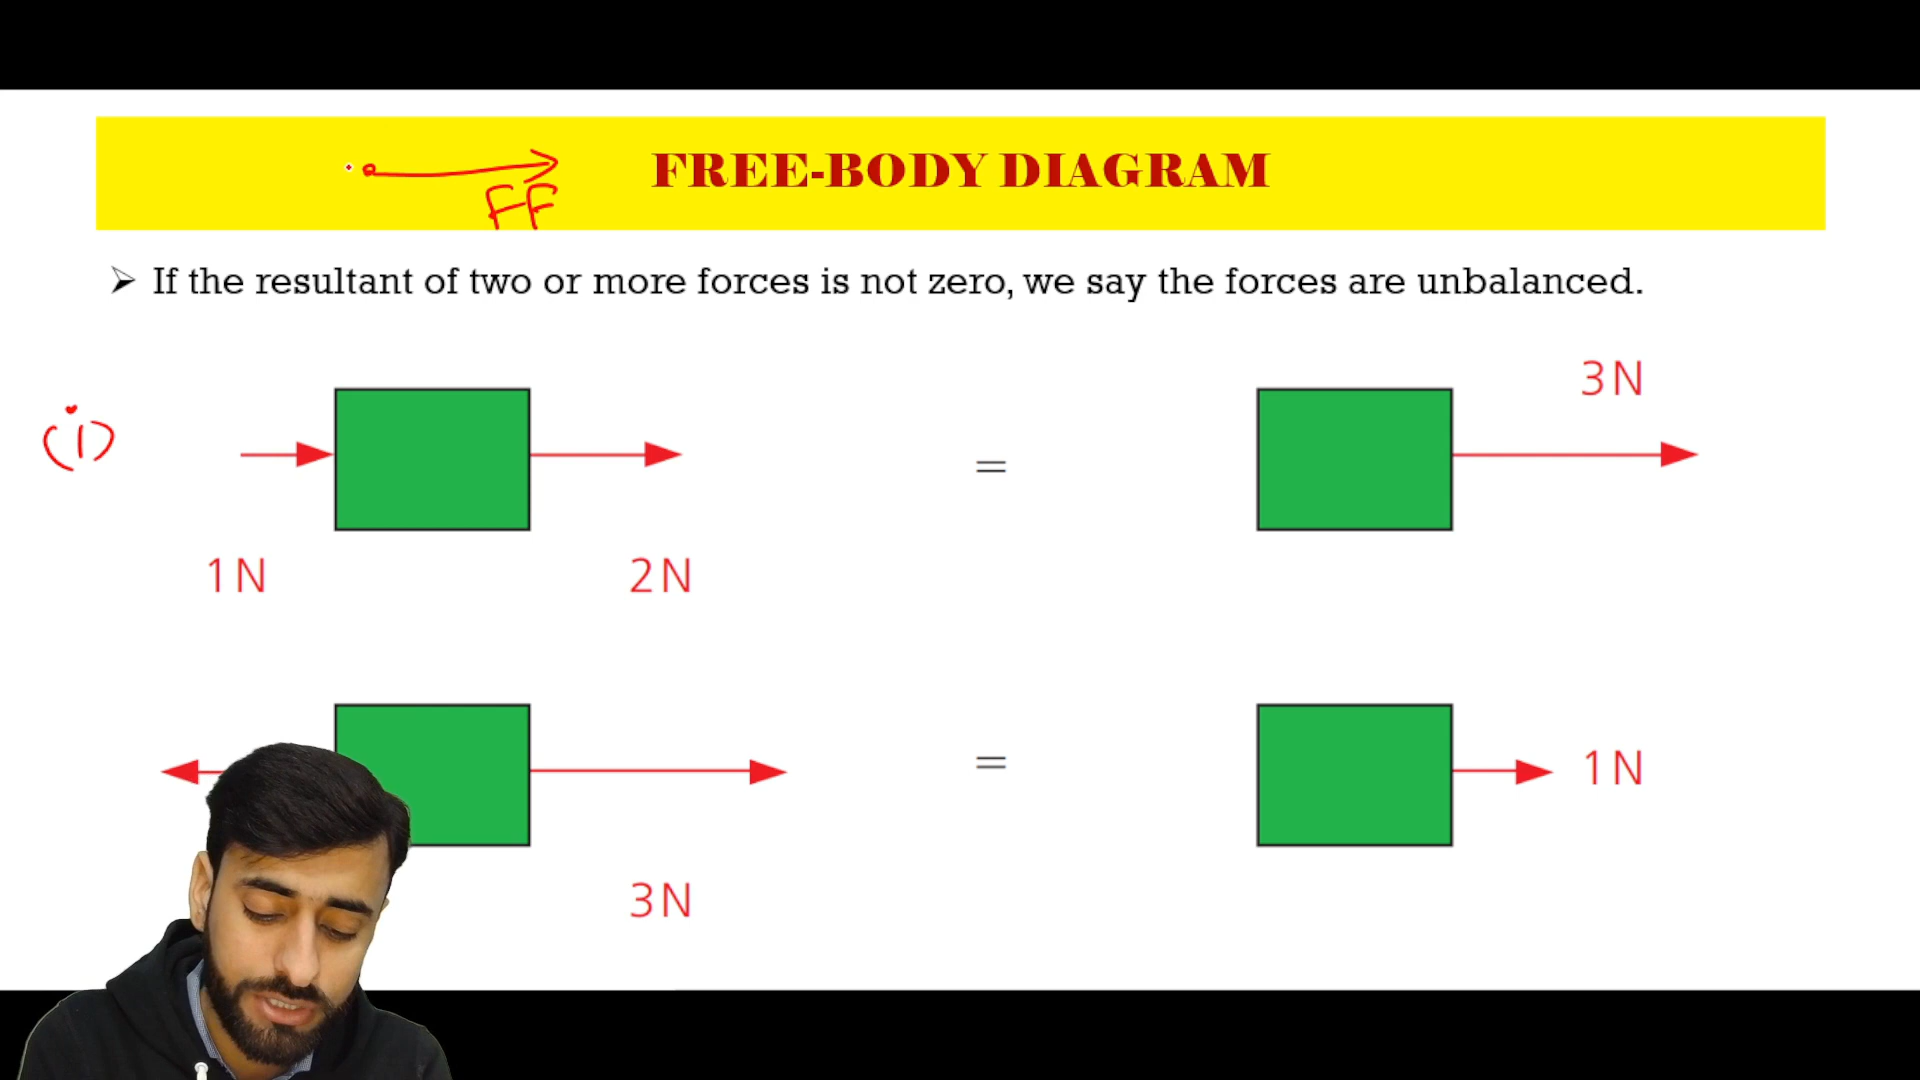 FREE-BODY DIAGRAM
FF
➢ If the resultant of two or more forces is not zero, we say the forces are unbalanced.
(i)
3N
=
1N
2N
=
1N
3N